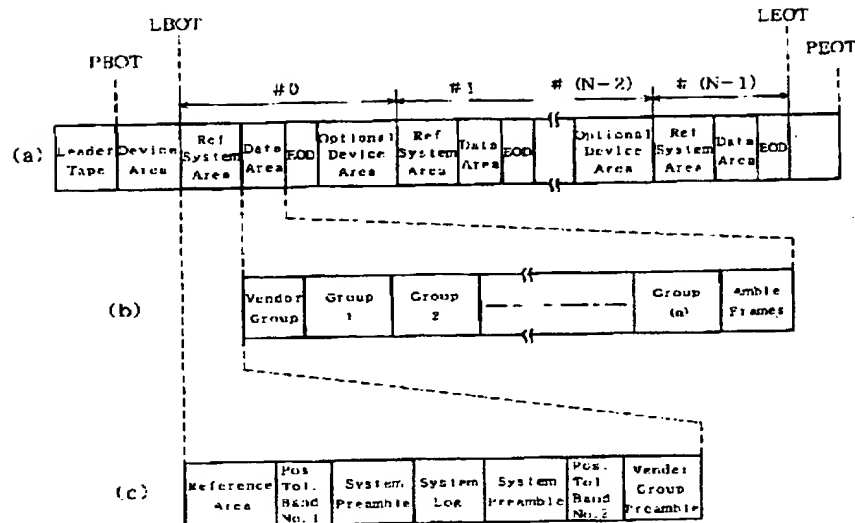 LBOT
LEOT
PBOT
PEOT
#0
#1
# (N-2)
# (N-1)
(a)
Leader
Tape
Device
Area
Ref
System
Area
Data
Area
EOD
Optional
Device
Area
Ref
System
Area
Data
Area
EOD
Optional
Device
Area
Ref
System
Area
Data
Area
EOD
(b)
Vendor
Group
Group
1
Group
2
Group
(n)
Amble
Frames
(c)
Reference
Area
Pos
Tol.
Band
No. 1
System
Preamble
System
Log
System
Preamble
Pos.
Tol
Band
No. 2
Vender
Group
Preamble